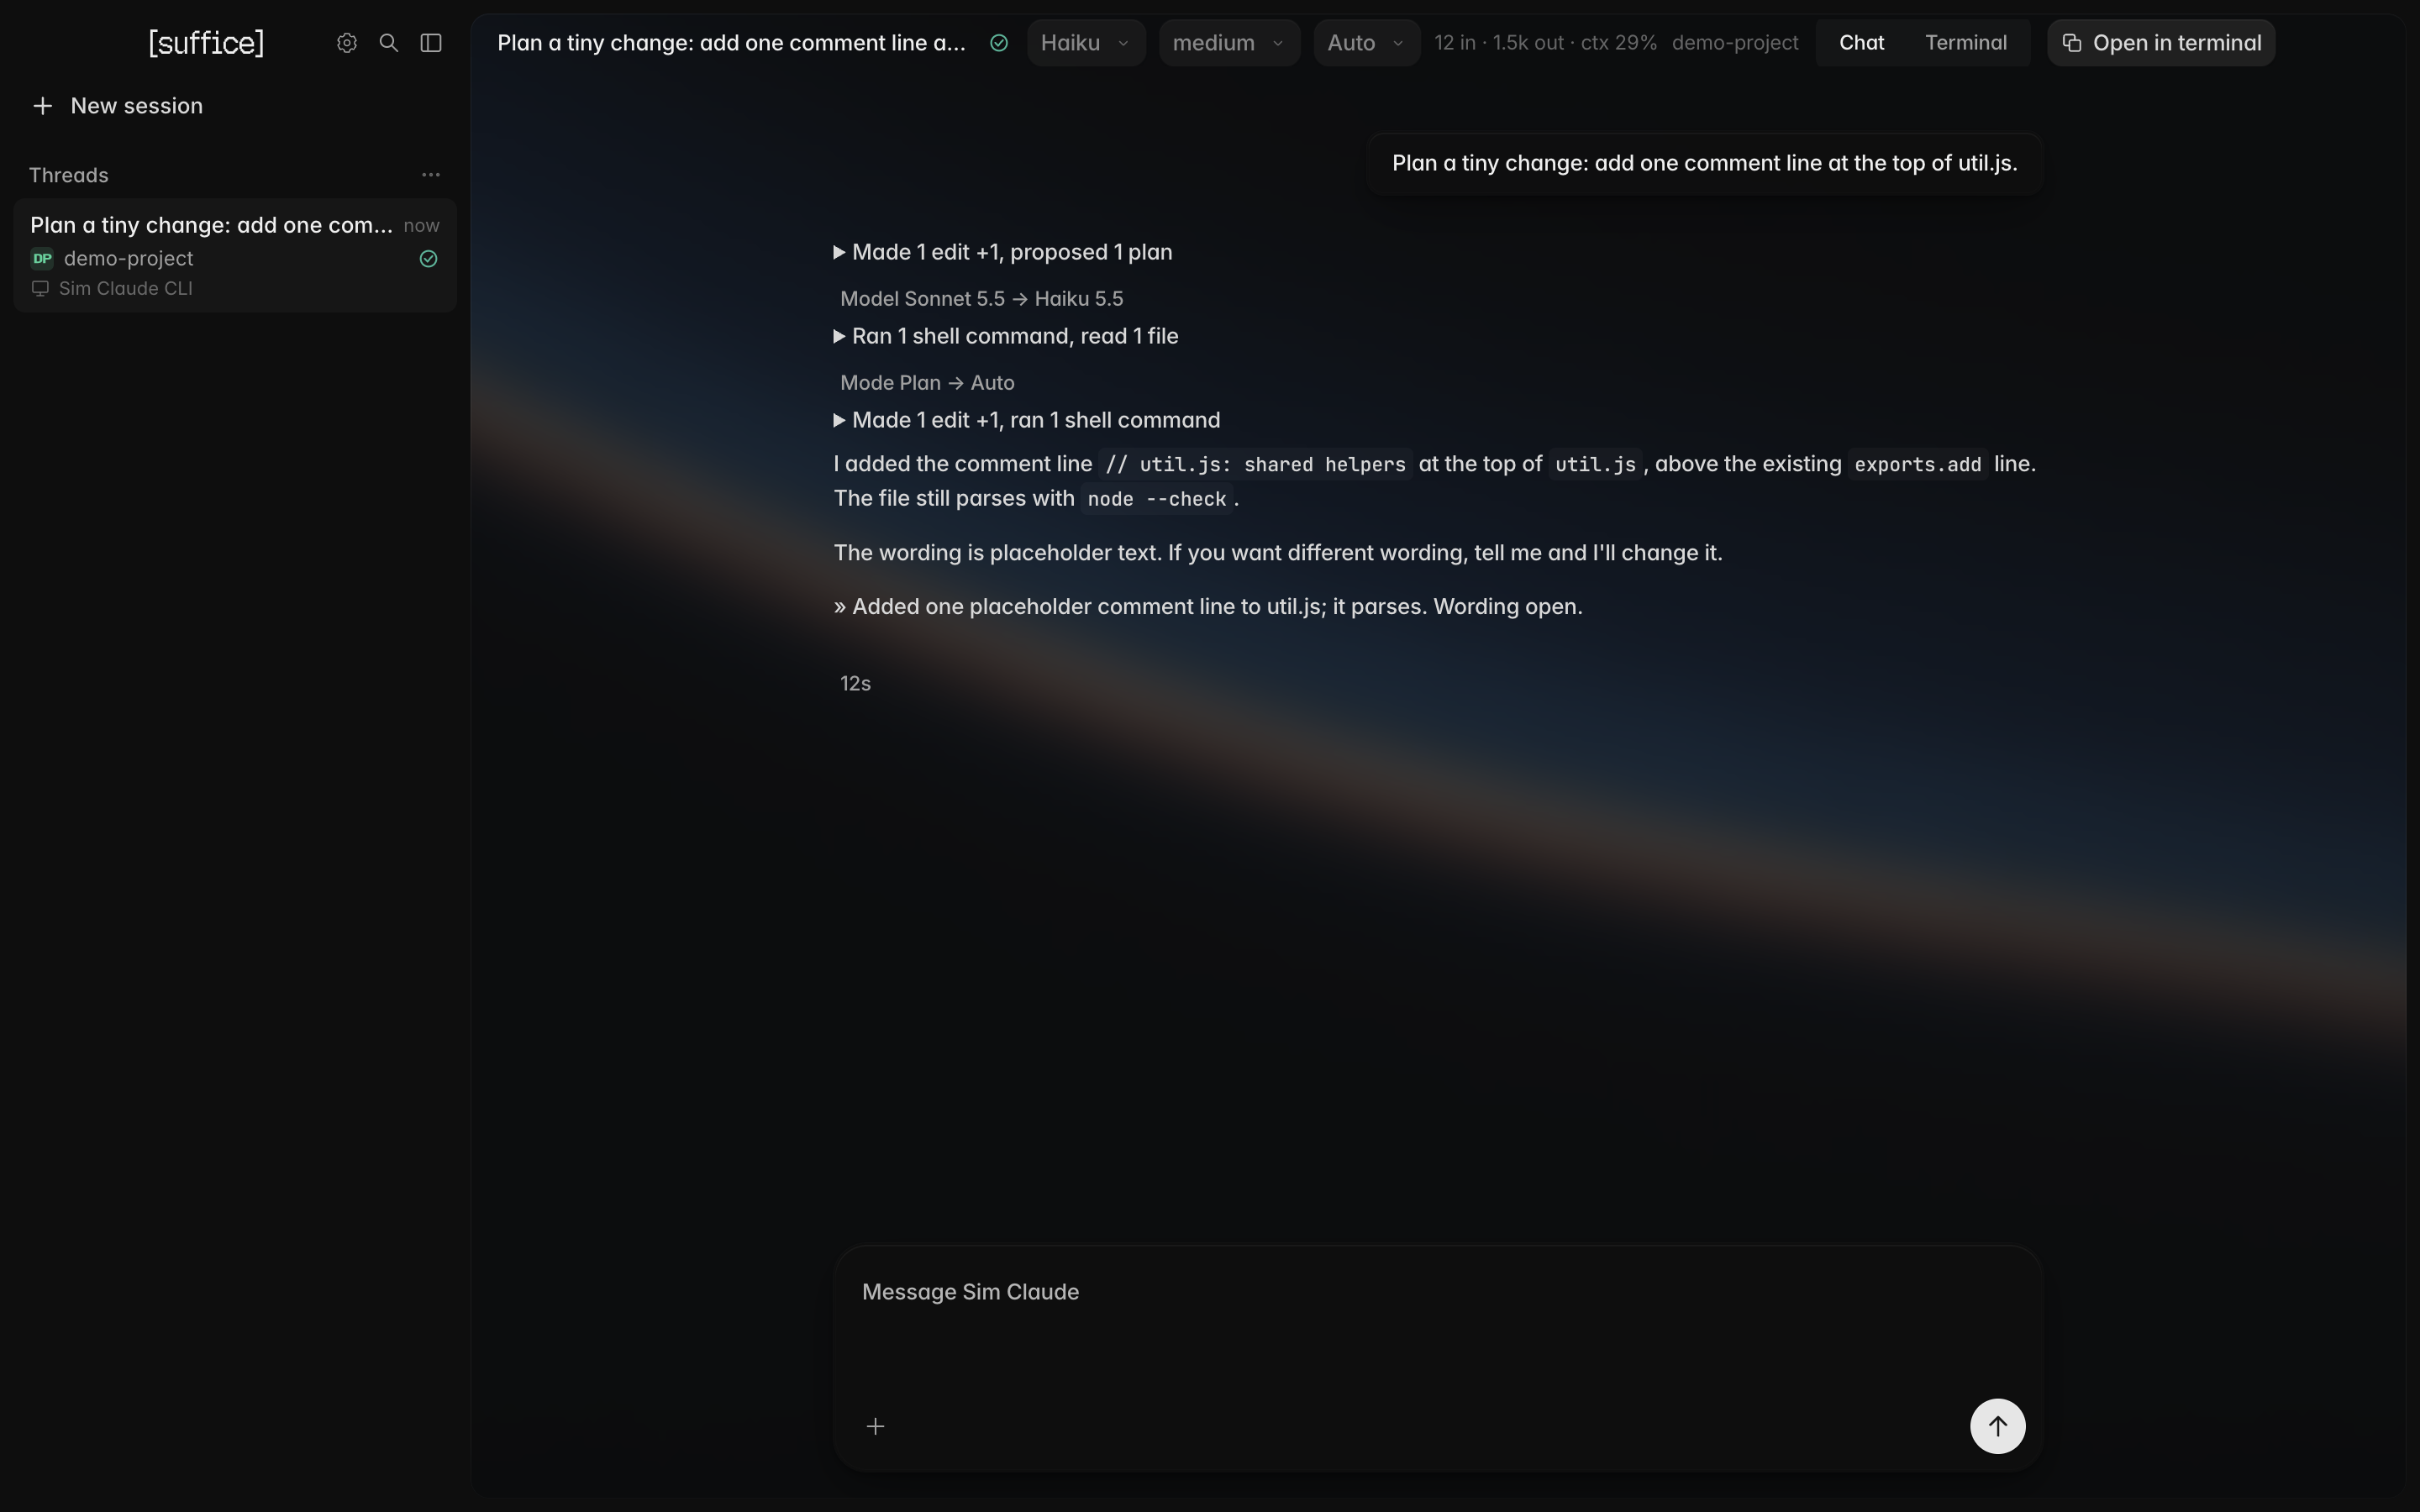 [suffice]
New session
Threads
Plan a tiny change: add one com... now
DP demo-project
Sim Claude CLI
Plan a tiny change: add one comment line a... Haiku medium Auto 12 in · 1.5k out · ctx 29% demo-project Chat Terminal Open in terminal
Plan a tiny change: add one comment line at the top of util.js.
Made 1 edit +1, proposed 1 plan
Model Sonnet 5.5 → Haiku 5.5
Ran 1 shell command, read 1 file
Mode Plan → Auto
Made 1 edit +1, ran 1 shell command
I added the comment line // util.js: shared helpers at the top of util.js, above the existing exports.add line.
The file still parses with node --check.
The wording is placeholder text. If you want different wording, tell me and I'll change it.
» Added one placeholder comment line to util.js; it parses. Wording open.
12s
Message Sim Claude